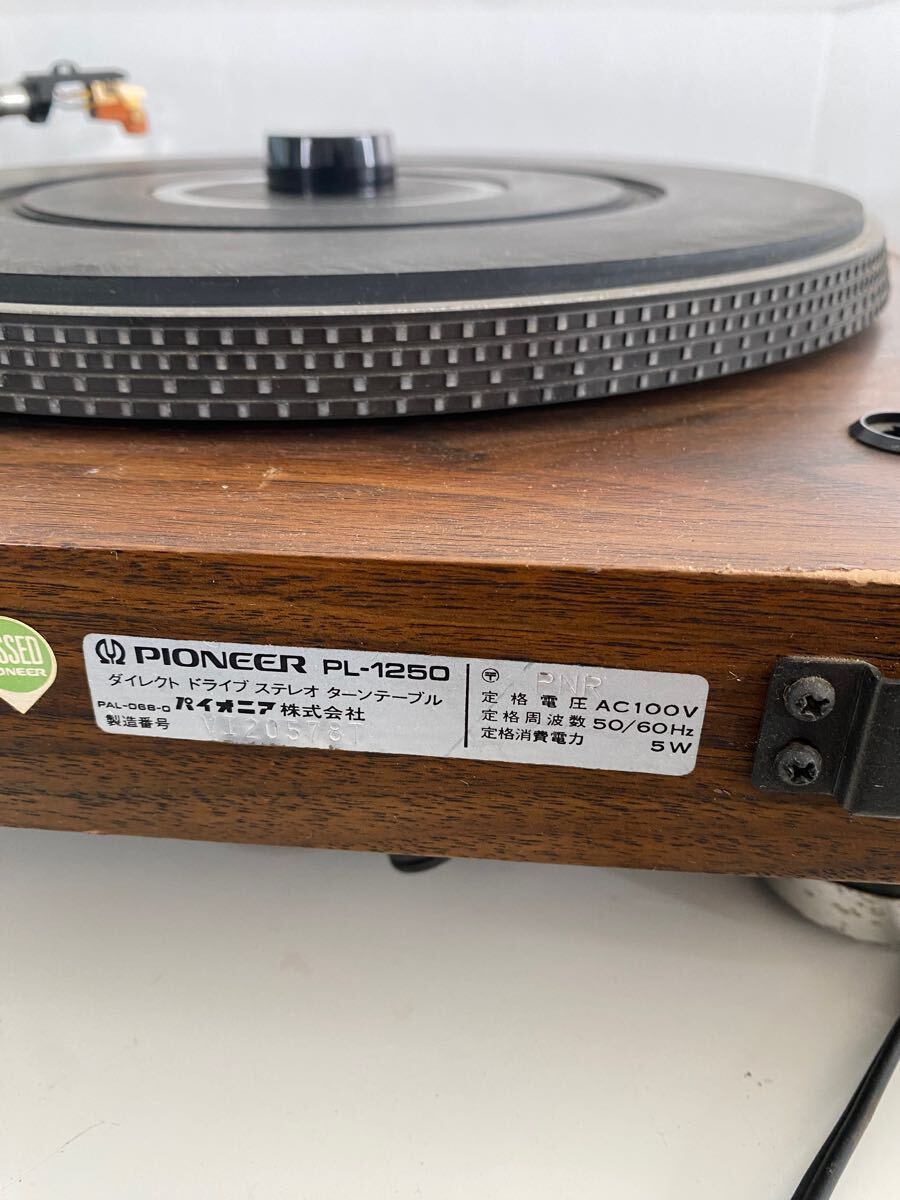 SSED
ONEER
PIONEER PL-1250
ダイレクト ドライブ ステレオ ターンテーブル
PAL-066-0 パイオニア株式会社
製造番号 VI20578T
〒 PNR
定格電圧 AC100V
定格周波数 50/60Hz
定格消費電力 5W